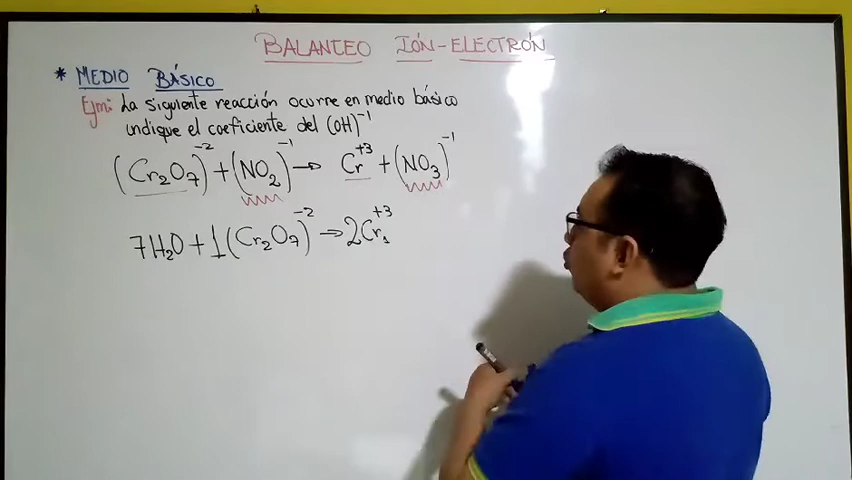 BALANCEO IÓN-ELECTRÓN
* MEDIO BÁSICO
Ejm: La siguiente reacción ocurre en medio básico
indique el coeficiente del (OH)⁻¹
(Cr₂O₇)⁻² + (NO₂)⁻¹ → Cr⁺³ + (NO₃)⁻¹
7H₂O + 1(Cr₂O₇)⁻² → 2Cr₁⁺³